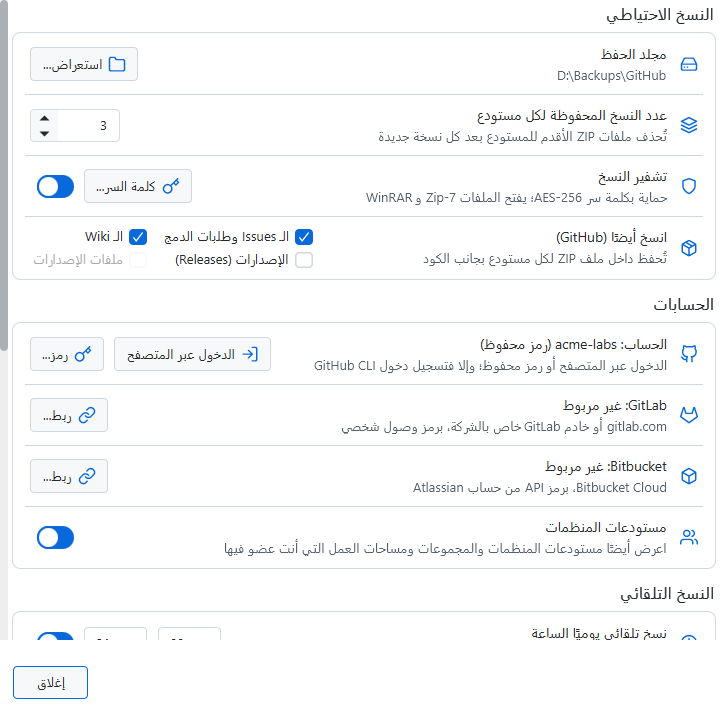 النسخ الاحتياطي
مجلد الحفظ
D:\Backups\GitHub
استعراض...
عدد النسخ المحفوظة لكل مستودع
تُحذف ملفات ZIP الأقدم للمستودع بعد كل نسخة جديدة
3
تشفير النسخ
حماية بكلمة سر AES-256؛ يفتح الملفات 7-Zip و WinRAR
كلمة السر...
انسخ أيضًا (GitHub)
تُحفظ داخل ملف ZIP لكل مستودع بجانب الكود
الـ Issues وطلبات الدمج
الـ Wiki
الإصدارات (Releases)
ملفات الإصدارات
الحسابات
الحساب: acme-labs (رمز محفوظ)
الدخول عبر المتصفح أو رمز محفوظ؛ وإلا فتسجيل دخول GitHub CLI
الدخول عبر المتصفح
رمز...
GitLab: غير مربوط
gitlab.com أو خادم GitLab خاص بالشركة، برمز وصول شخصي
ربط...
Bitbucket: غير مربوط
Bitbucket Cloud، برمز API من حساب Atlassian
ربط...
مستودعات المنظمات
اعرض أيضًا مستودعات المنظمات والمجموعات ومساحات العمل التي أنت عضو فيها
النسخ التلقائي
نسخ تلقائي يوميًا الساعة
إغلاق